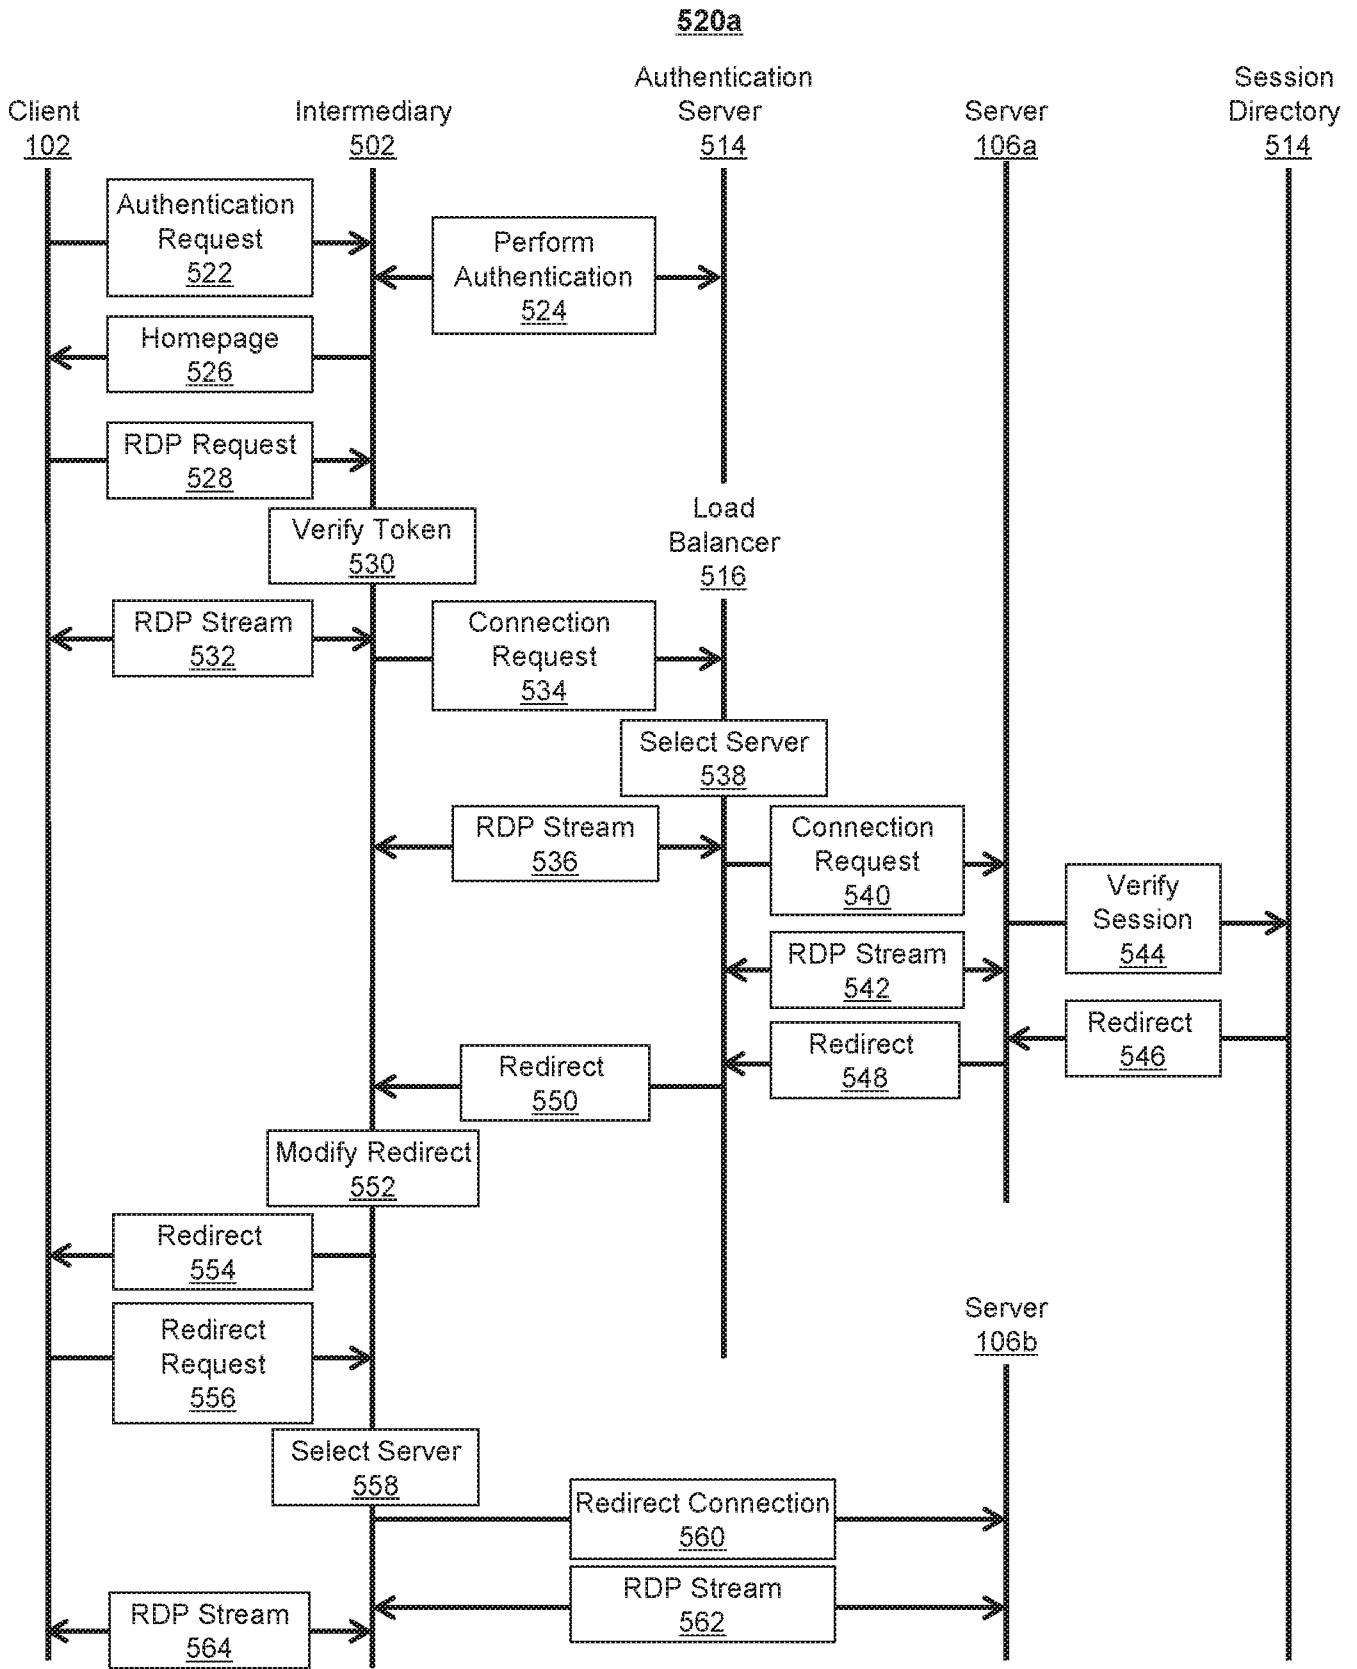 520a
Client
102
Intermediary
502
Authentication
Server
514
Server
106a
Session
Directory
514
Authentication
Request
522
Perform
Authentication
524
Homepage
526
RDP Request
528
Verify Token
530
Load
Balancer
516
RDP Stream
532
Connection
Request
534
Select Server
538
RDP Stream
536
Connection
Request
540
Verify
Session
544
RDP Stream
542
Redirect
546
Redirect
548
Redirect
550
Modify Redirect
552
Redirect
554
Redirect
Request
556
Server
106b
Select Server
558
Redirect Connection
560
RDP Stream
562
RDP Stream
564